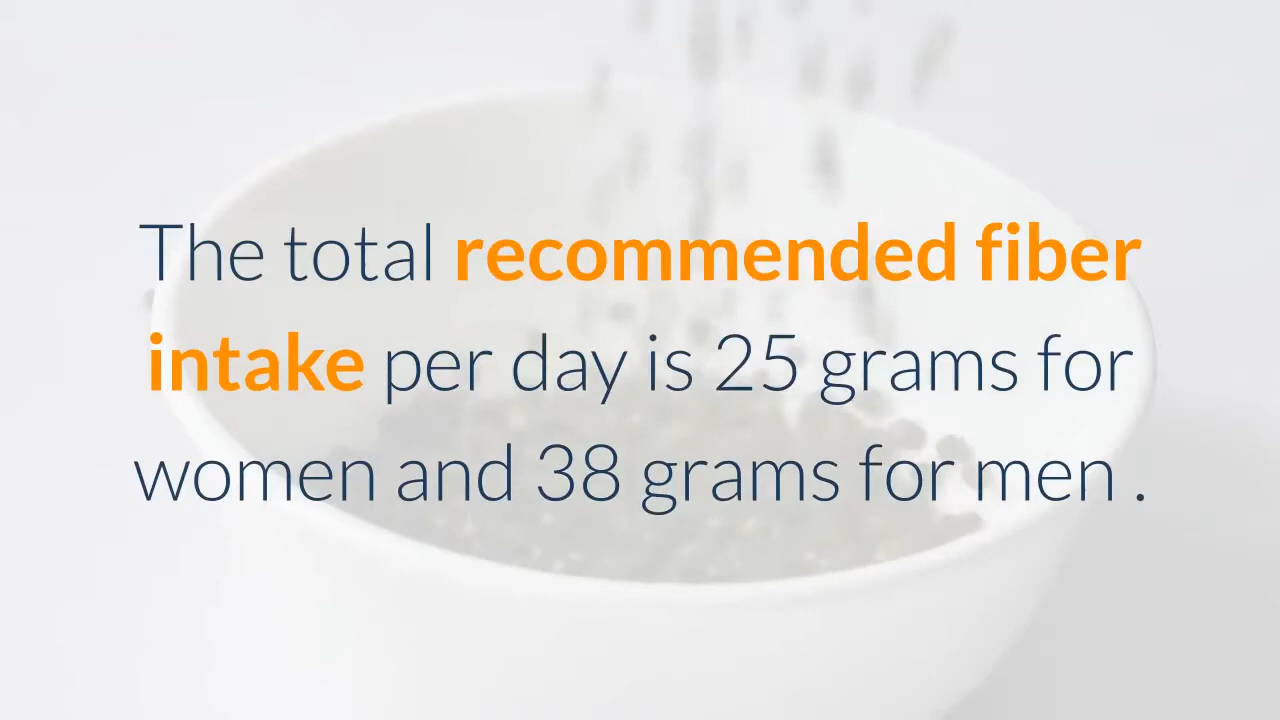 The total recommended fiber
intake per day is 25 grams for
women and 38 grams for men .